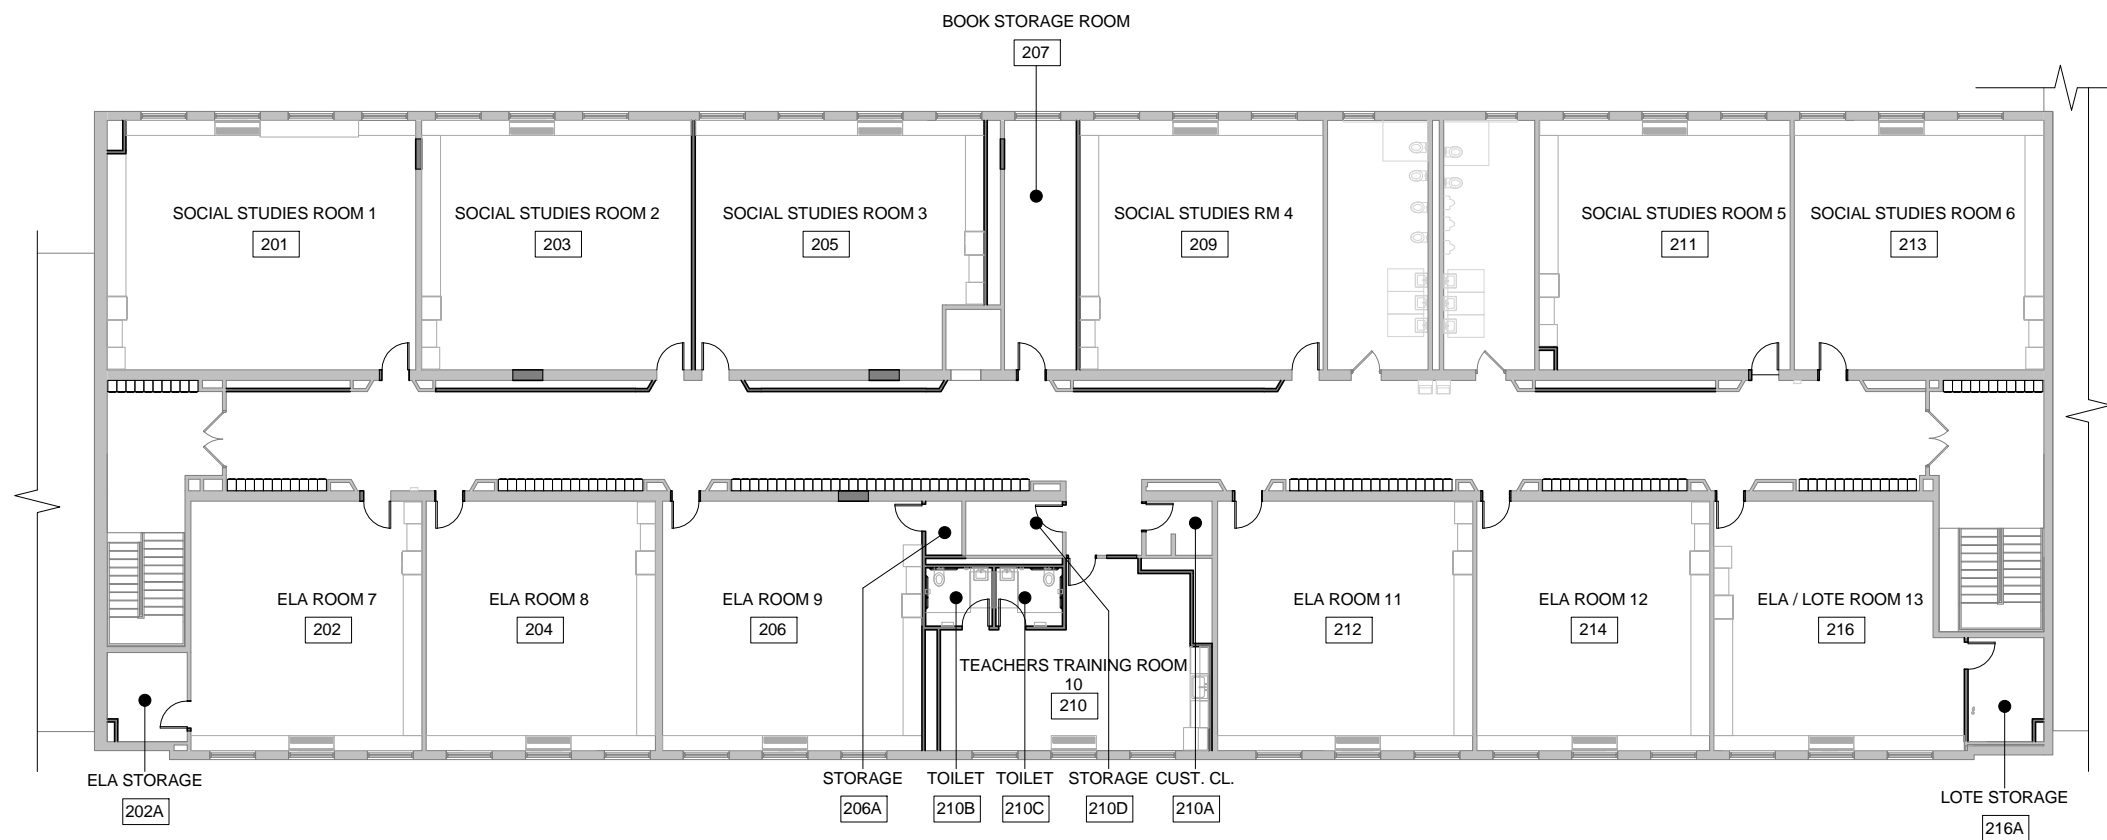 BOOK STORAGE ROOM
207
SOCIAL STUDIES ROOM 1
201
SOCIAL STUDIES ROOM 2
203
SOCIAL STUDIES ROOM 3
205
SOCIAL STUDIES RM 4
209
SOCIAL STUDIES ROOM 5
211
SOCIAL STUDIES ROOM 6
213
ELA ROOM 7
202
ELA ROOM 8
204
ELA ROOM 9
206
TEACHERS TRAINING ROOM
10
210
ELA ROOM 11
212
ELA ROOM 12
214
ELA / LOTE ROOM 13
216
ELA STORAGE
202A
STORAGE
206A
TOILET
210B
TOILET
210C
STORAGE
210D
CUST. CL.
210A
LOTE STORAGE
216A